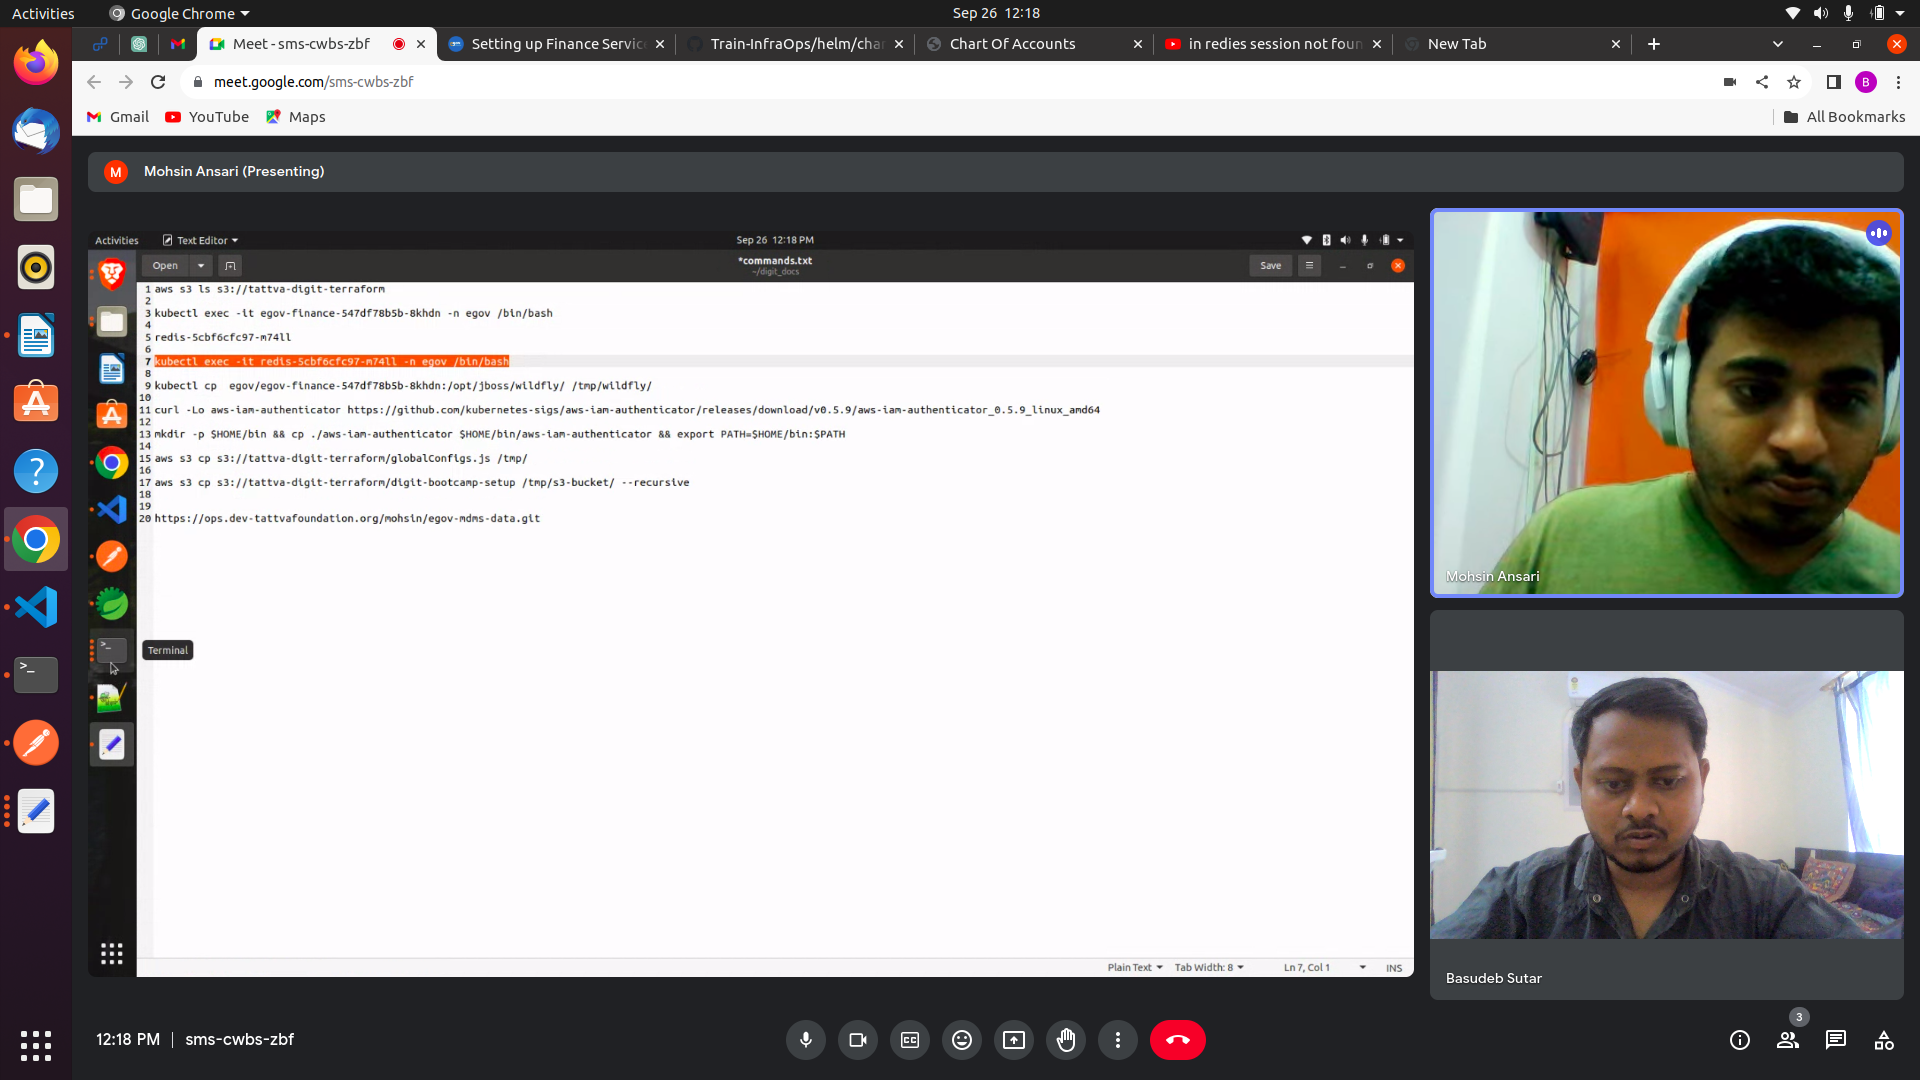 Activities
Google Chrome
Sep 26 12:18
Meet - sms-cwbs-zbf
Setting up Finance Servic
Train-InfraOps/helm/char
Chart Of Accounts
in redies session not foun
New Tab
meet.google.com/sms-cwbs-zbf
B
Gmail
YouTube
Maps
All Bookmarks
M
Mohsin Ansari (Presenting)
Activities
Text Editor
Sep 26 12:18 PM
Open
*commands.txt
~/digit_docs
Save
1 aws s3 ls s3://tattva-digit-terraform
2
3 kubectl exec -it egov-finance-547df78b5b-8khdn -n egov /bin/bash
4
5 redis-5cbf6cfc97-m74ll
6
7 kubectl exec -it redis-5cbf6cfc97-m74ll -n egov /bin/bash
8
9 kubectl cp  egov/egov-finance-547df78b5b-8khdn:/opt/jboss/wildfly/ /tmp/wildfly/
10
11 curl -Lo aws-iam-authenticator https://github.com/kubernetes-sigs/aws-iam-authenticator/releases/download/v0.5.9/aws-iam-authenticator_0.5.9_linux_amd64
12
13 mkdir -p $HOME/bin && cp ./aws-iam-authenticator $HOME/bin/aws-iam-authenticator && export PATH=$HOME/bin:$PATH
14
15 aws s3 cp s3://tattva-digit-terraform/globalConfigs.js /tmp/
16
17 aws s3 cp s3://tattva-digit-terraform/digit-bootcamp-setup /tmp/s3-bucket/ --recursive
18
19
20 https://ops.dev-tattvafoundation.org/mohsin/egov-mdms-data.git
Terminal
Plain Text
Tab Width: 8
Ln 7, Col 1
INS
Mohsin Ansari
Basudeb Sutar
12:18 PM | sms-cwbs-zbf
3